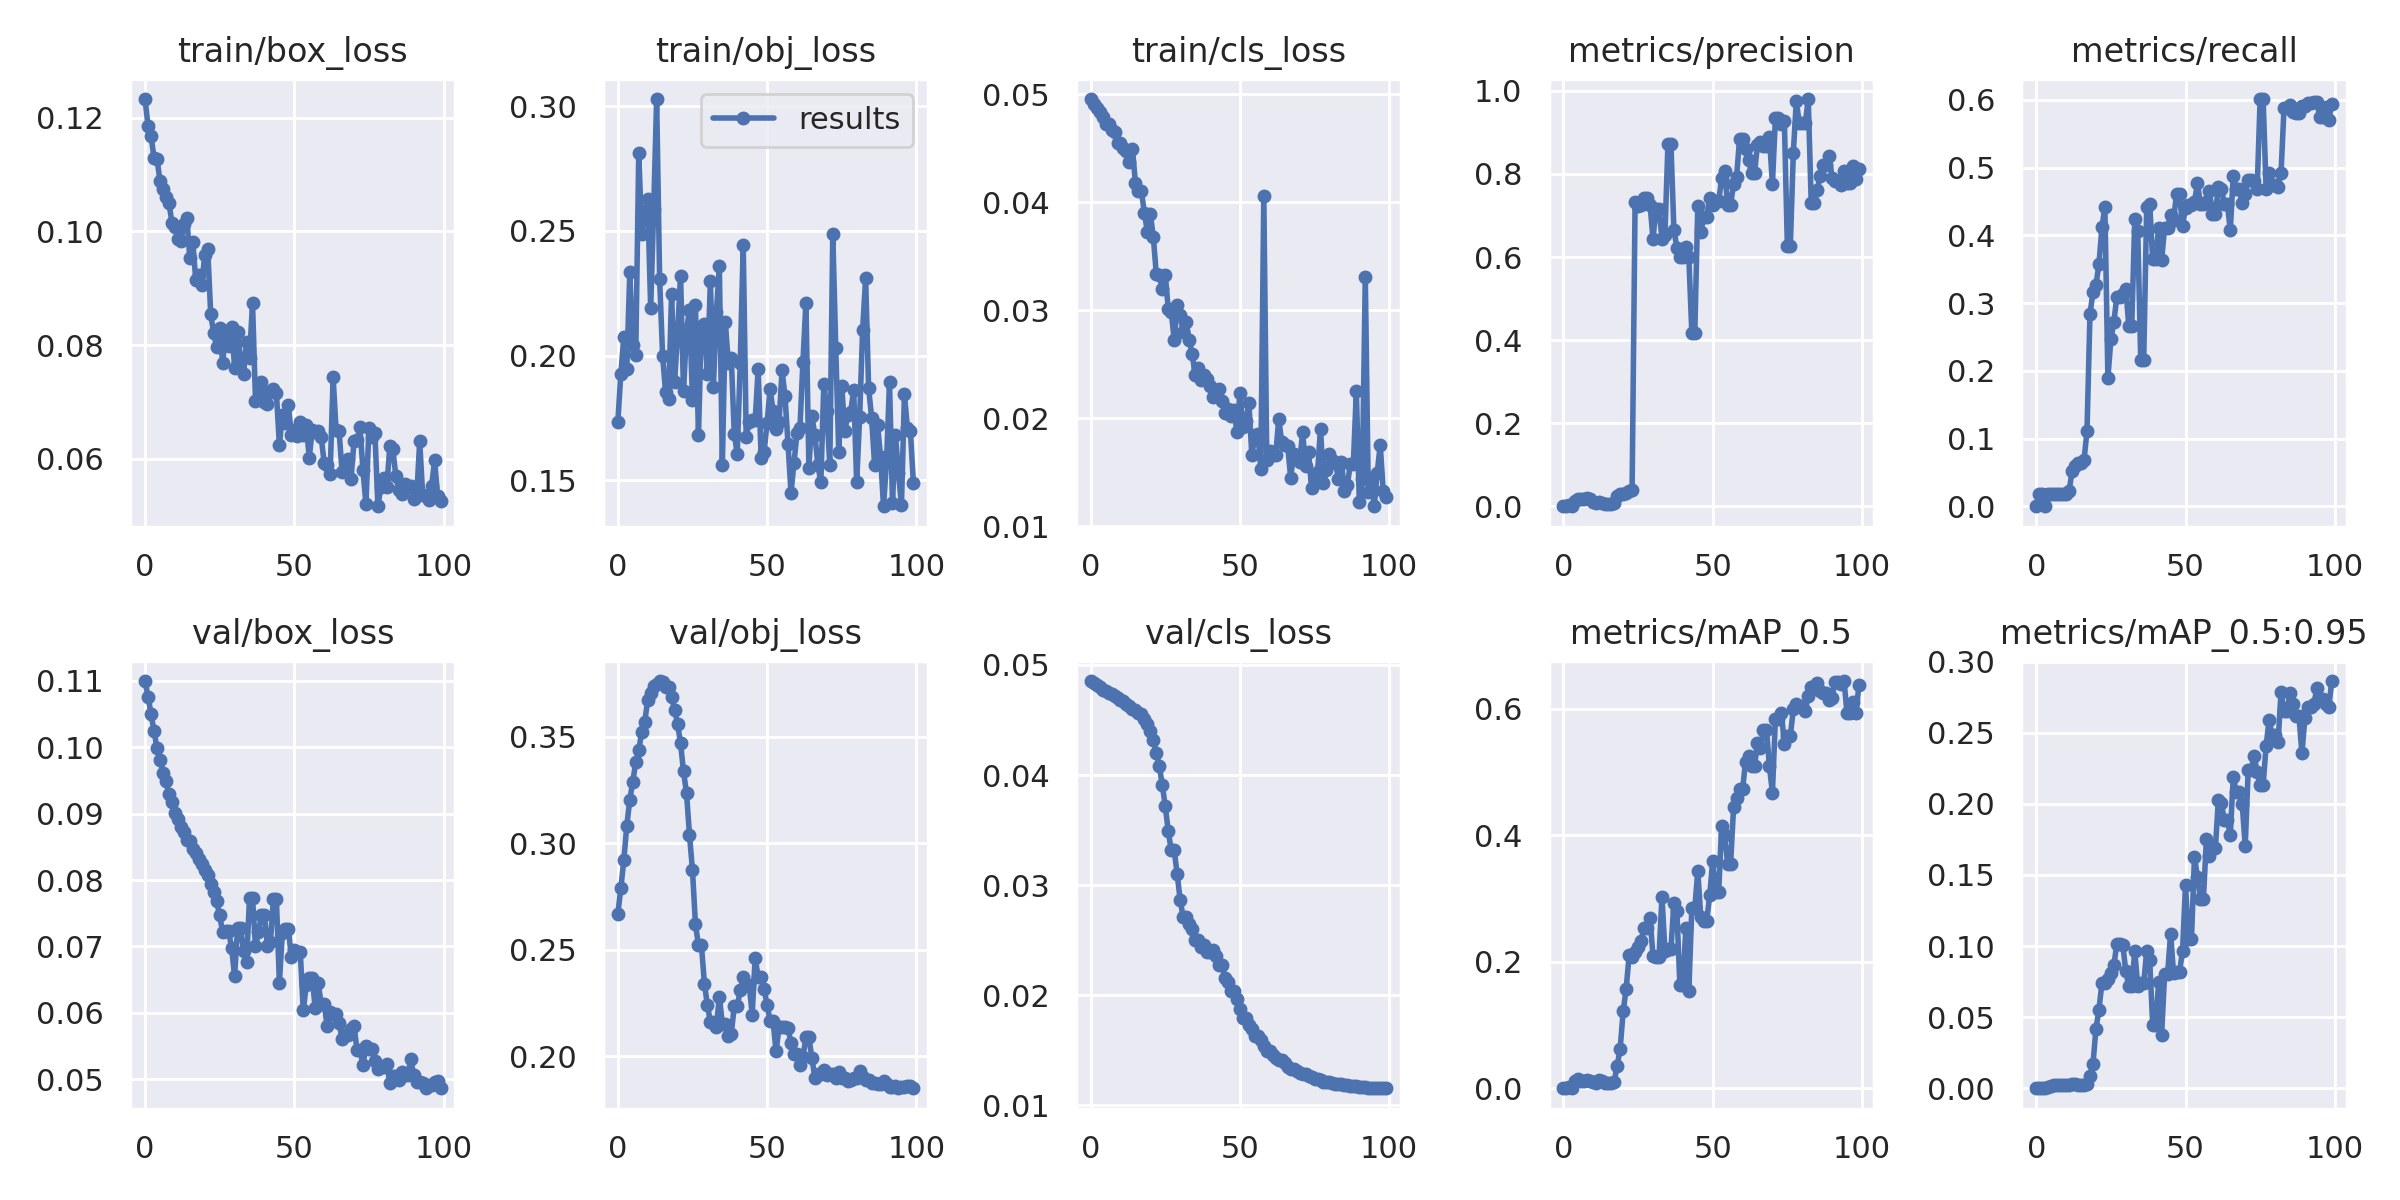 train/box_loss
0.12
0.10
0.08
0.06
0 50 100
train/obj_loss
results
0.30
0.25
0.20
0.15
0 50 100
train/cls_loss
0.05
0.04
0.03
0.02
0.01
0 50 100
metrics/precision
1.0
0.8
0.6
0.4
0.2
0.0
0 50 100
metrics/recall
0.6
0.5
0.4
0.3
0.2
0.1
0.0
0 50 100
val/box_loss
0.11
0.10
0.09
0.08
0.07
0.06
0.05
0 50 100
val/obj_loss
0.35
0.30
0.25
0.20
0 50 100
val/cls_loss
0.05
0.04
0.03
0.02
0.01
0 50 100
metrics/mAP_0.5
0.6
0.4
0.2
0.0
0 50 100
metrics/mAP_0.5:0.95
0.30
0.25
0.20
0.15
0.10
0.05
0.00
0 50 100